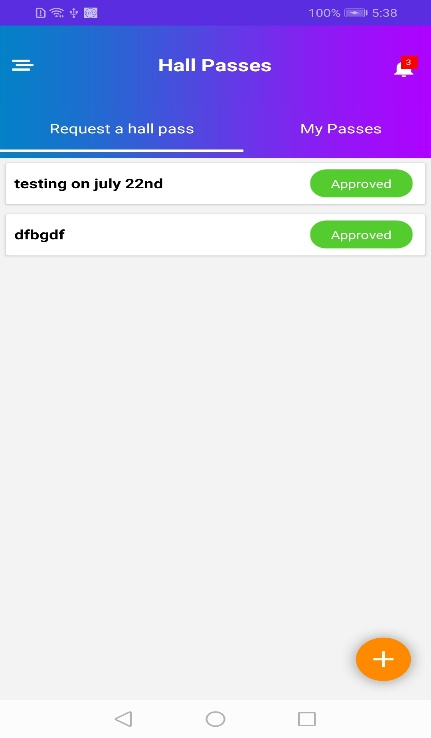 100% 5:38
Hall Passes
3
Request a hall pass My Passes
testing on july 22nd Approved
dfbgdf Approved